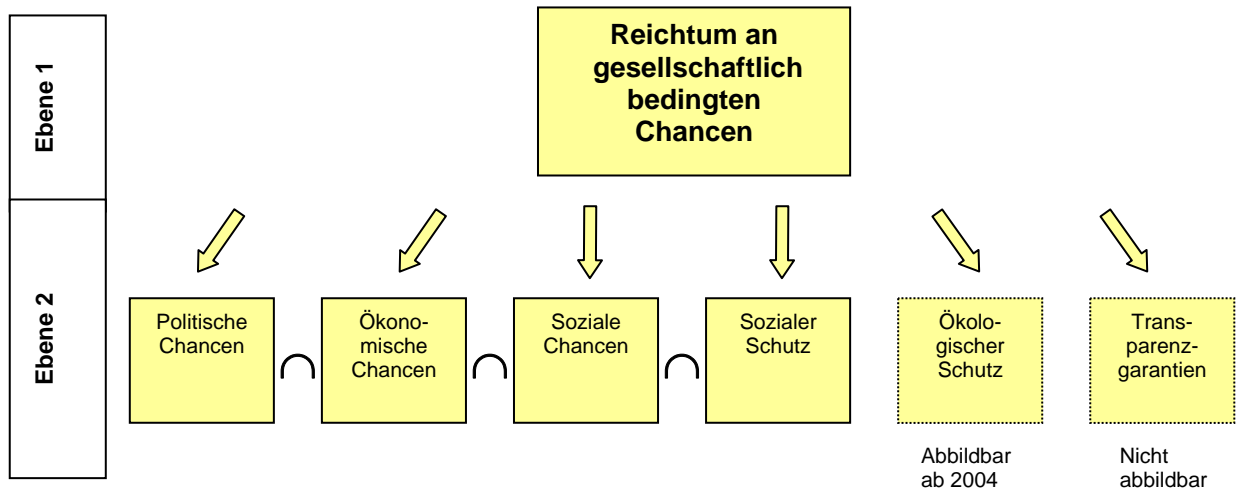 Ebene 1
Reichtum an
gesellschaftlich
bedingten
Chancen
Ebene 2
Politische
Chancen
∩
Ökono-
mische
Chancen
∩
Soziale
Chancen
∩
Sozialer
Schutz
Ökolo-
gischer
Schutz
Trans-
parenz-
garantien
Abbildbar
ab 2004
Nicht
abbildbar